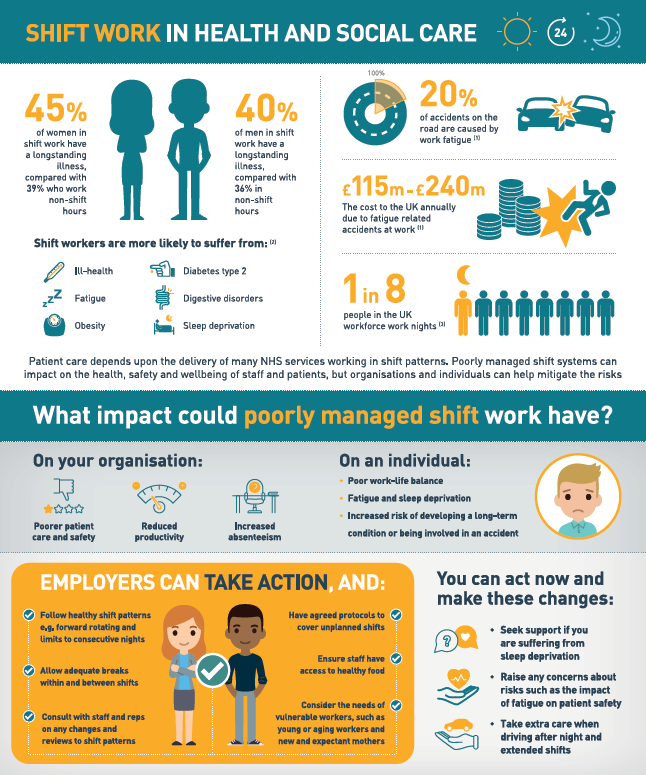 SHIFT WORK IN HEALTH AND SOCIAL CARE
24
45%
of women in
shift work have
a longstanding
illness,
compared with
39% who work
non-shift
hours
40%
of men in shift
work have a
longstanding
illness,
compared with
36% in
non-shift
hours
Shift workers are more likely to suffer from: (2)
Ill-health
Fatigue
Obesity
Diabetes type 2
Digestive disorders
Sleep deprivation
zzZ
100%
20%
of accidents on the
road are caused by
work fatigue (1)
£115m-£240m
The cost to the UK annually
due to fatigue related
accidents at work (1)
1 in 8
people in the UK
workforce work nights (3)
Patient care depends upon the delivery of many NHS services working in shift patterns. Poorly managed shift systems can
impact on the health, safety and wellbeing of staff and patients, but organisations and individuals can help mitigate the risks
What impact could poorly managed shift work have?
On your organisation:
Poorer patient
care and safety
Reduced
productivity
?
Increased
absenteeism
On an individual:
• Poor work-life balance
• Fatigue and sleep deprivation
• Increased risk of developing a long-term
condition or being involved in an accident
EMPLOYERS CAN TAKE ACTION, AND:
Follow healthy shift patterns
e.g, forward rotating and
limits to consecutive nights
Allow adequate breaks
within and between shifts
Consult with staff and reps
on any changes and
reviews to shift patterns
Have agreed protocols to
cover unplanned shifts
Ensure staff have
access to healthy food
Consider the needs of
vulnerable workers, such as
young or aging workers and
new and expectant mothers
You can act now and
make these changes:
?
• Seek support if you
are suffering from
sleep deprivation
• Raise any concerns about
risks such as the impact
of fatigue on patient safety
• Take extra care when
driving after night and
extended shifts